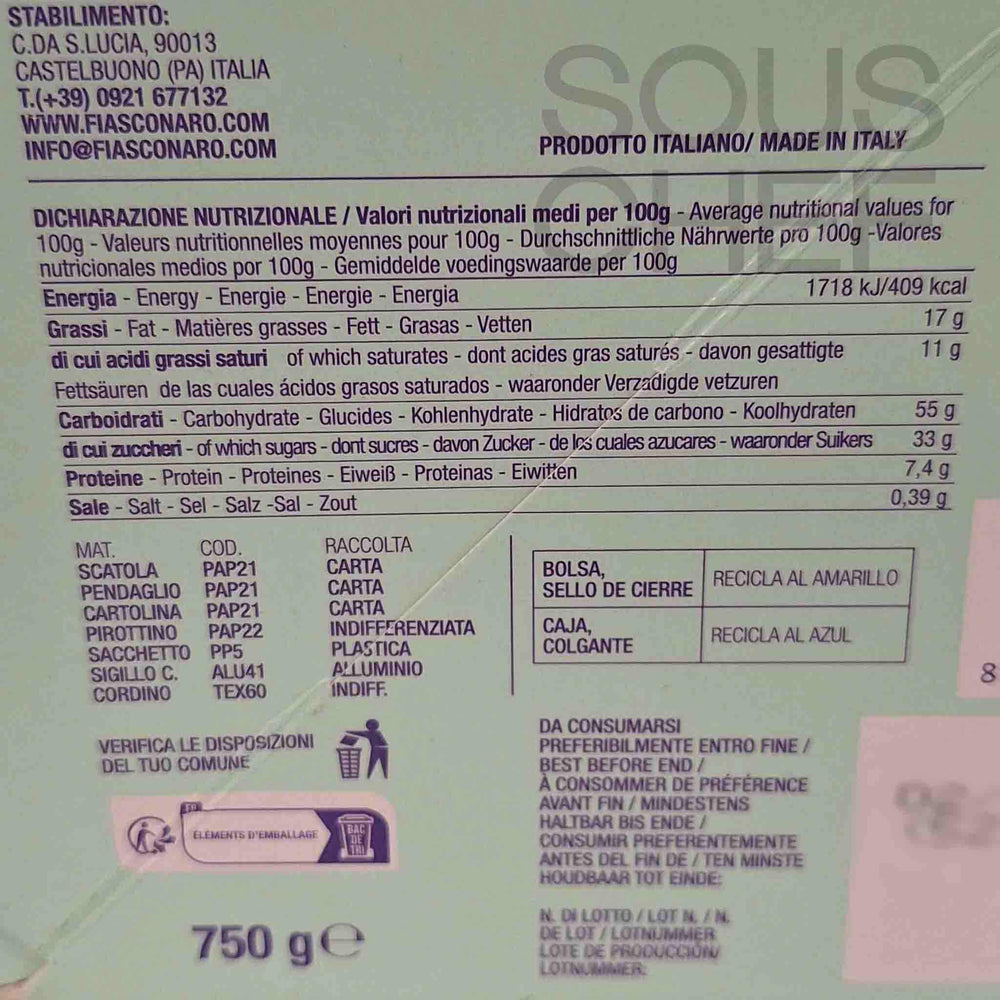 STABILIMENTO:
C.DA S.LUCIA, 90013
CASTELBUONO (PA) ITALIA
T.(+39) 0921 677132
WWW.FIASCONARO.COM
INFO@FIASCONARO.COM
SOUS
CHEF
PRODOTTO ITALIANO/ MADE IN ITALY
DICHIARAZIONE NUTRIZIONALE / Valori nutrizionali medi per 100g - Average nutritional values for
100g - Valeurs nutritionnelles moyennes pour 100g - Durchschnittliche Nährwerte pro 100g -Valores
nutricionales medios por 100g - Gemiddelde voedingswaarde per 100g
Energia - Energy - Energie - Energie - Energia 1718 kJ/409 kcal
Grassi - Fat - Matières grasses - Fett - Grasas - Vetten 17 g
di cui acidi grassi saturi of which saturates - dont acides gras saturés - davon gesattigte 11 g
Fettsäuren de las cuales ácidos grasos saturados - waaronder Verzadigde vetzuren
Carboidrati - Carbohydrate - Glucides - Kohlenhydrate - Hidratos de carbono - Koolhydraten 55 g
di cui zuccheri - of which sugars - dont sucres - davon Zucker - de los cuales azucares - waaronder Suikers 33 g
Proteine - Protein - Proteines - Eiweiß - Proteinas - Eiwitten 7,4 g
Sale - Salt - Sel - Salz -Sal - Zout 0,39 g
MAT. COD. RACCOLTA
SCATOLA PAP21 CARTA
PENDAGLIO PAP21 CARTA
CARTOLINA PAP21 CARTA
PIROTTINO PAP22 INDIFFERENZIATA
SACCHETTO PP5 PLASTICA
SIGILLO C. ALU41 ALLUMINIO
CORDINO TEX60 INDIFF.
BOLSA,
SELLO DE CIERRE RECICLA AL AMARILLO
CAJA,
COLGANTE RECICLA AL AZUL
8
VERIFICA LE DISPOSIZIONI
DEL TUO COMUNE
FR
ÉLÉMENTS D'EMBALLAGE
BAC
DE
TRI
750 g e
DA CONSUMARSI
PREFERIBILMENTE ENTRO FINE /
BEST BEFORE END /
À CONSOMMER DE PRÉFÉRENCE
AVANT FIN / MINDESTENS
HALTBAR BIS ENDE /
CONSUMIR PREFERENTEMENTE
ANTES DEL FIN DE / TEN MINSTE
HOUDBAAR TOT EINDE:
N. DI LOTTO / LOT N. / N.
DE LOT / LOTNUMMER
LOTE DE PRODUCCIÓN/
LOTNUMMER: